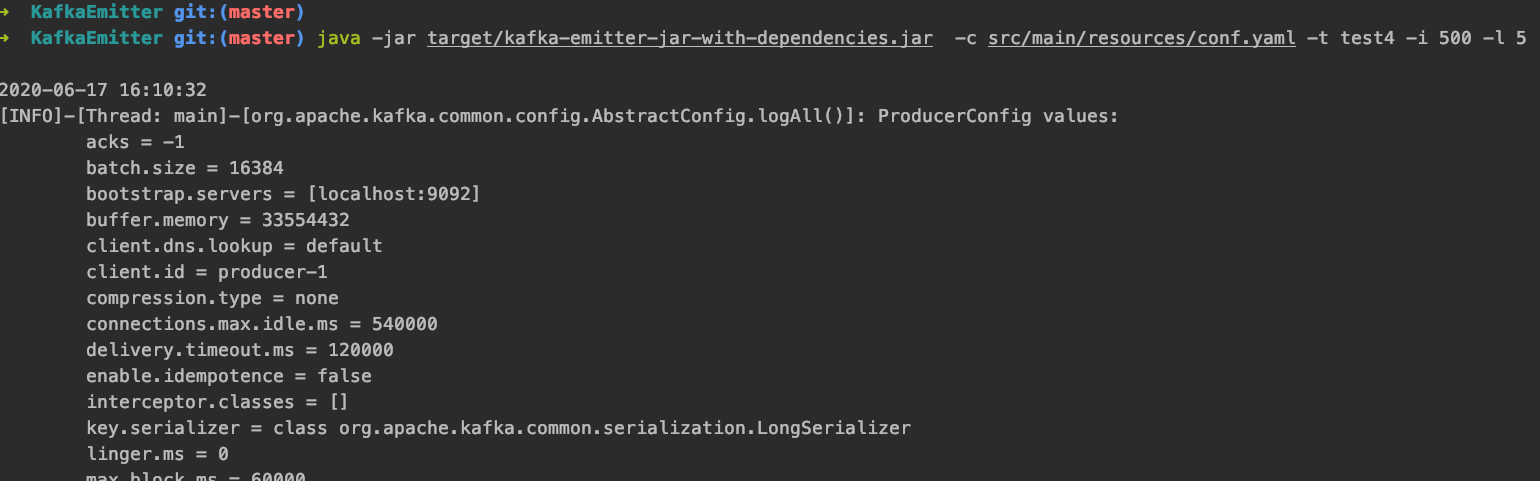 ➜  KafkaEmitter git:(master)
➜  KafkaEmitter git:(master) java -jar target/kafka-emitter-jar-with-dependencies.jar  -c src/main/resources/conf.yaml -t test4 -i 500 -l 5
2020-06-17 16:10:32
[INFO]-[Thread: main]-[org.apache.kafka.common.config.AbstractConfig.logAll()]: ProducerConfig values:
acks = -1
batch.size = 16384
bootstrap.servers = [localhost:9092]
buffer.memory = 33554432
client.dns.lookup = default
client.id = producer-1
compression.type = none
connections.max.idle.ms = 540000
delivery.timeout.ms = 120000
enable.idempotence = false
interceptor.classes = []
key.serializer = class org.apache.kafka.common.serialization.LongSerializer
linger.ms = 0
max.block.ms = 60000